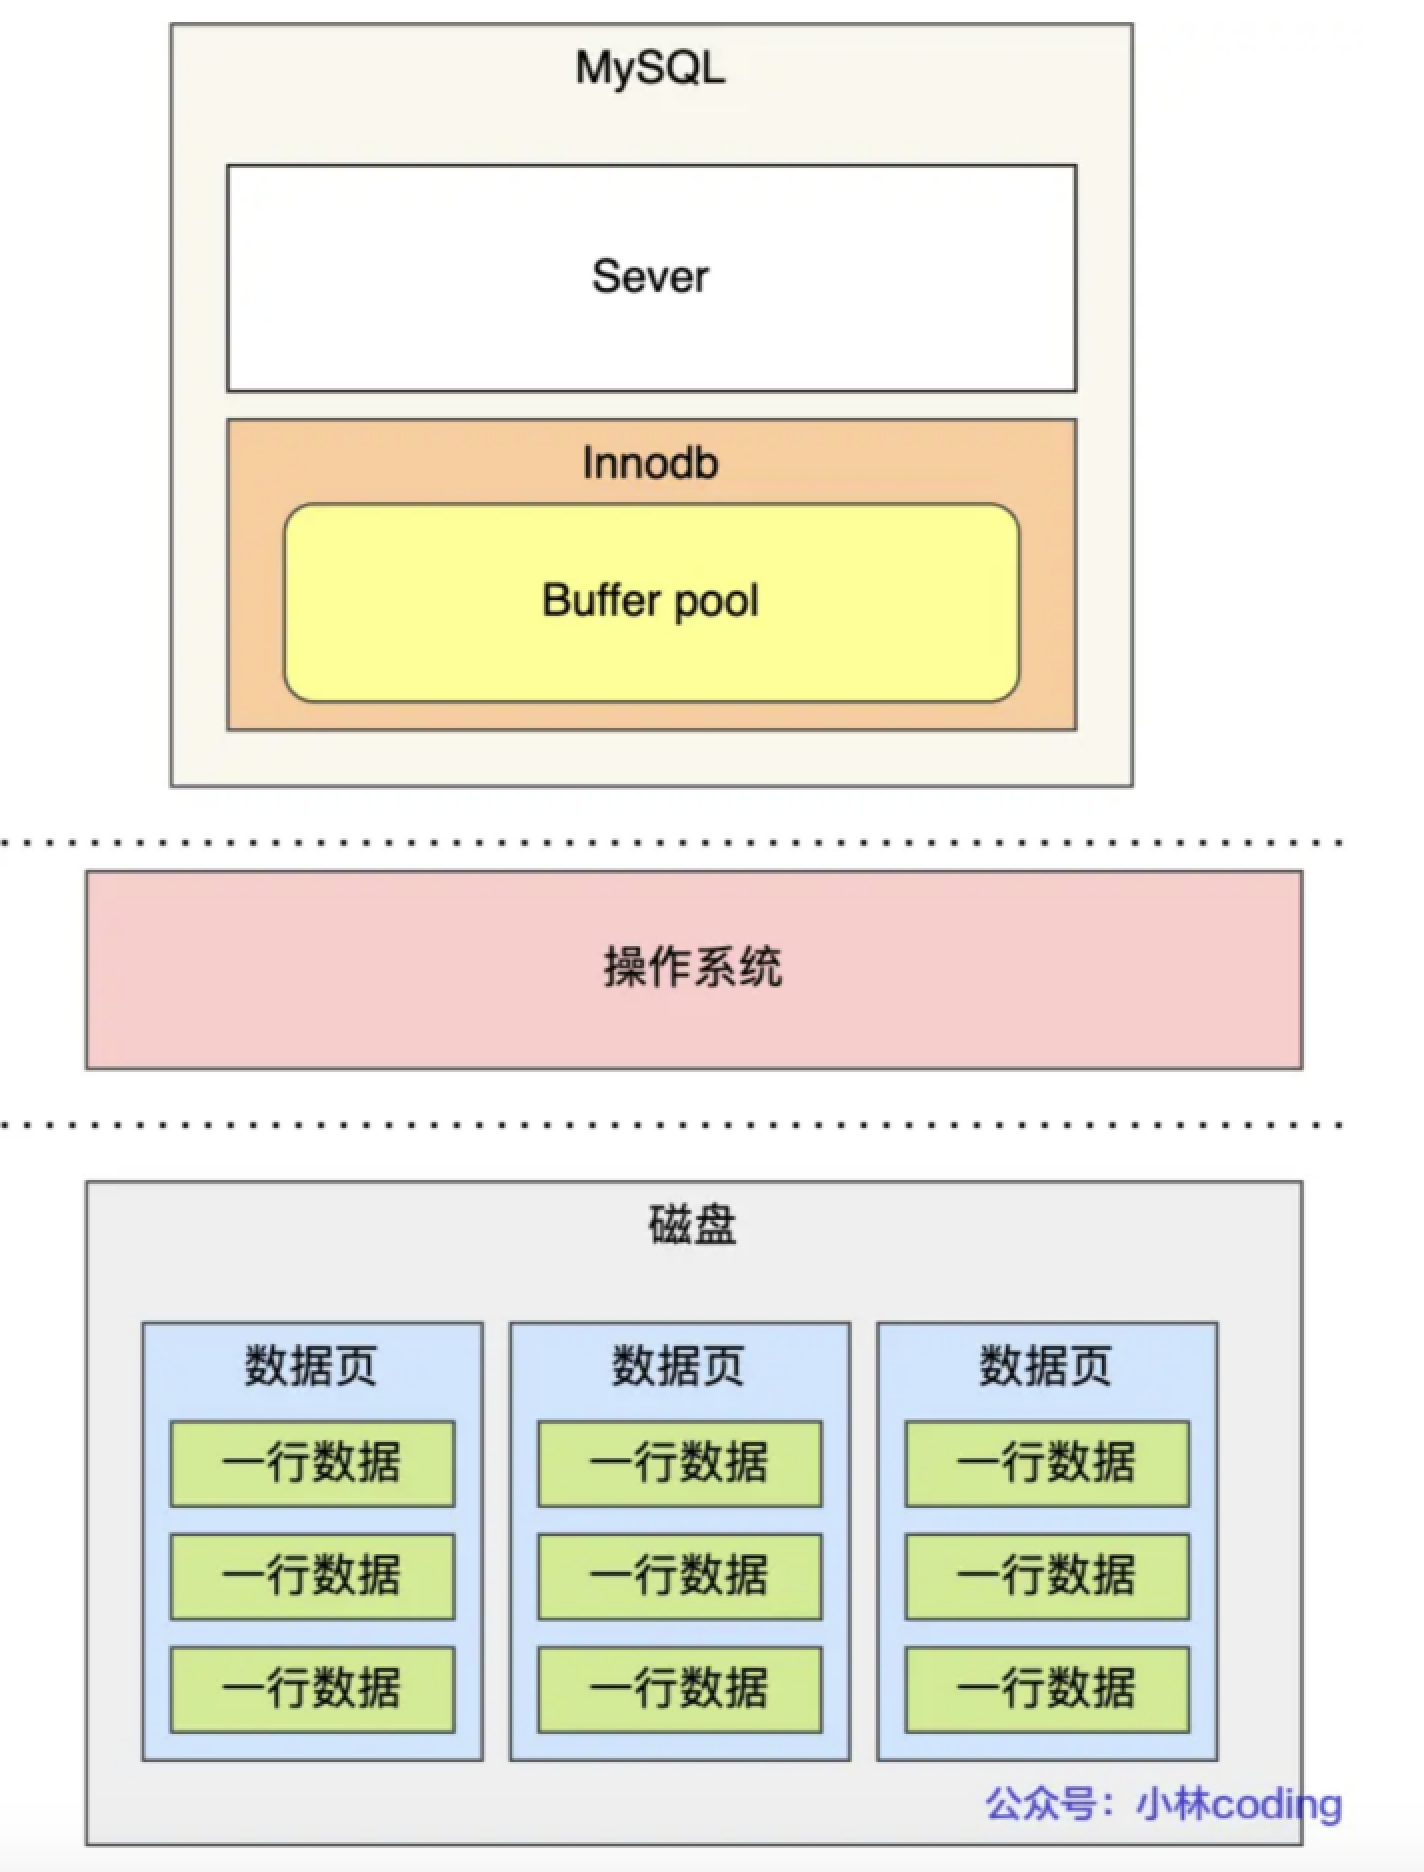 MySQL
Sever
Innodb
Buffer pool
操作系统
磁盘
数据页 数据页 数据页
一行数据 一行数据 一行数据
一行数据 一行数据 一行数据
一行数据 一行数据 一行数据
公众号：小林coding